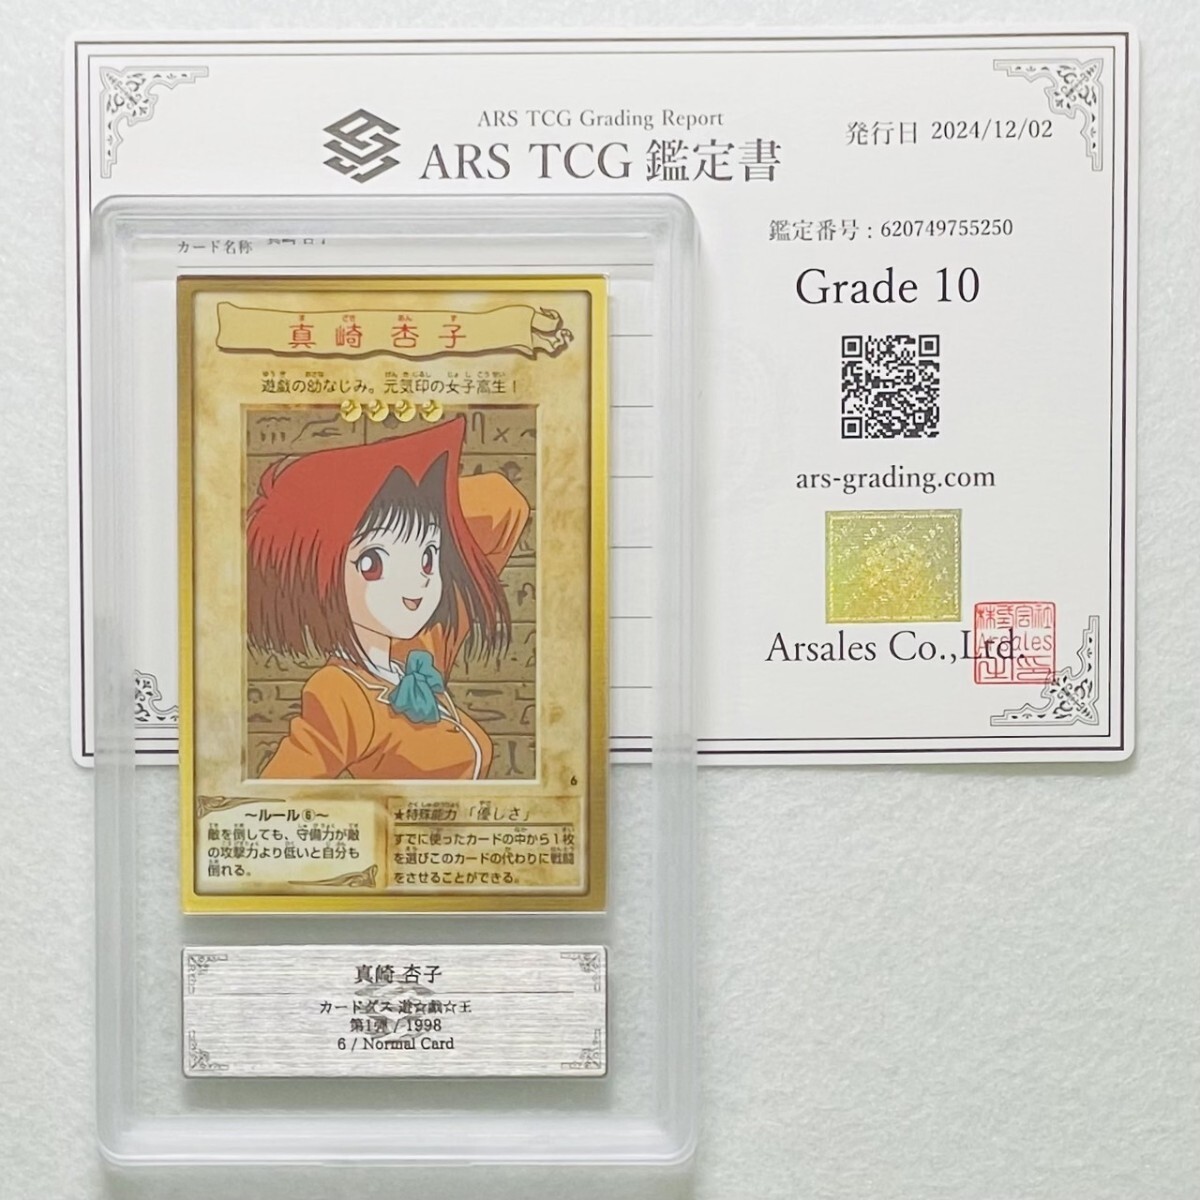 ARS TCG Grading Report
ARS TCG 鑑定書
発行日 2024/12/02
鑑定番号 : 620749755250
Grade 10
ars-grading.com
Arsales Co.,Ltd.
株式会社
Arsales
カード名称
真崎杏子
遊戯の幼なじみ。元気印の女子高生！
6
～ルール⑥～
敵を倒しても、守備力が敵
の攻撃力より低いと自分も
倒れる。
★特殊能力「優しさ」
すでに使ったカードの中から1枚
を選びこのカードの代わりに戦闘
をさせることができる。
真崎 杏子
カードダス 遊☆戯☆王
第1弾 / 1998
6 / Normal Card